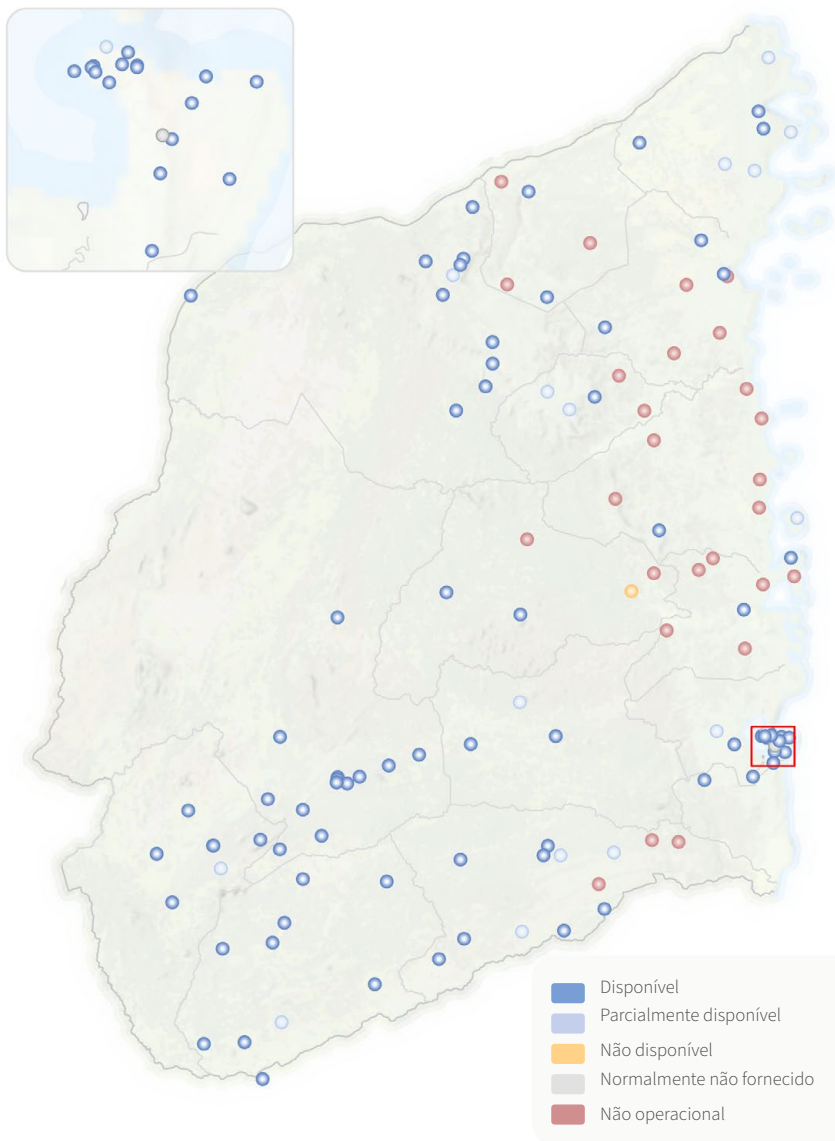 Disponível
Parcialmente disponível
Não disponível
Normalmente não fornecido
Não operacional